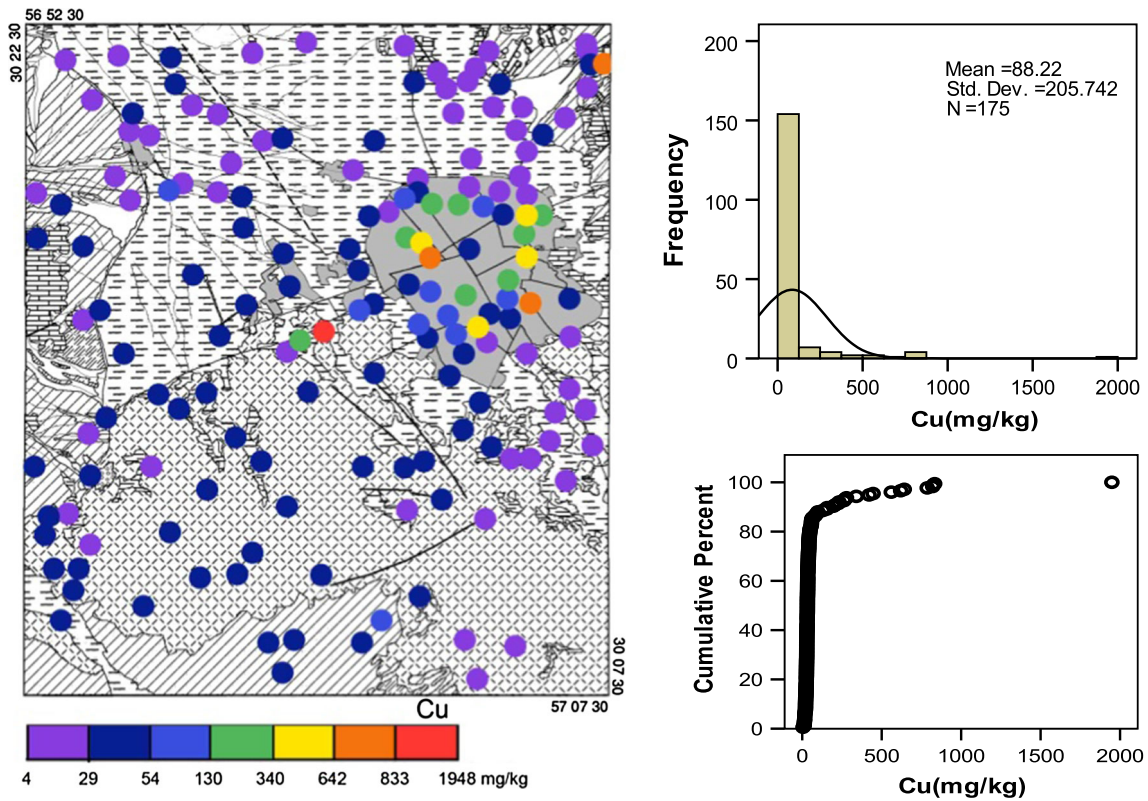 56 52 30
30 22 30
30 07 30
57 07 30
Cu
4 29 54 130 340 642 833 1948 mg/kg
200
150
100
50
0
Frequency
Mean =88.22
Std. Dev. =205.742
N =175
0 500 1000 1500 2000
Cu(mg/kg)
100
80
60
40
20
0
Cumulative Percent
0 500 1000 1500 2000
Cu(mg/kg)